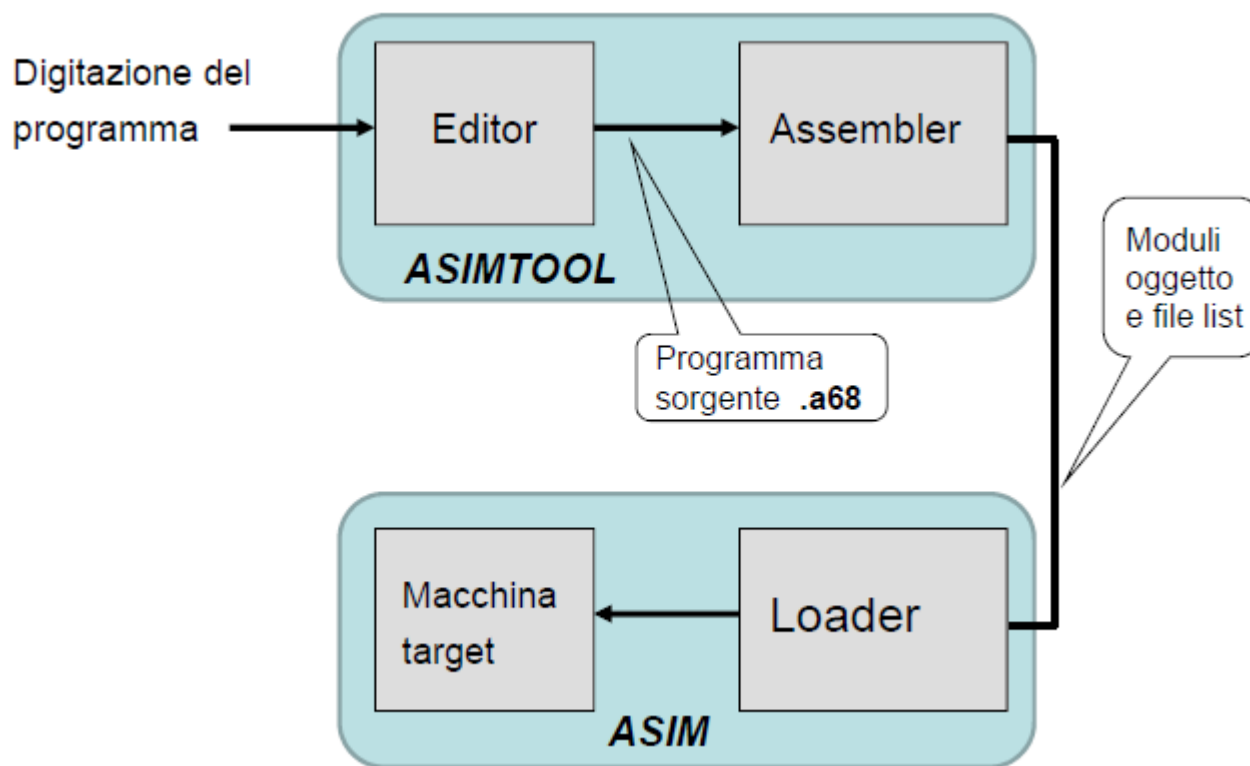 Digitazione del
programma
Editor
Assembler
ASIMTOOL
Programma
sorgente .a68
Moduli
oggetto
e file list
Macchina
target
Loader
ASIM